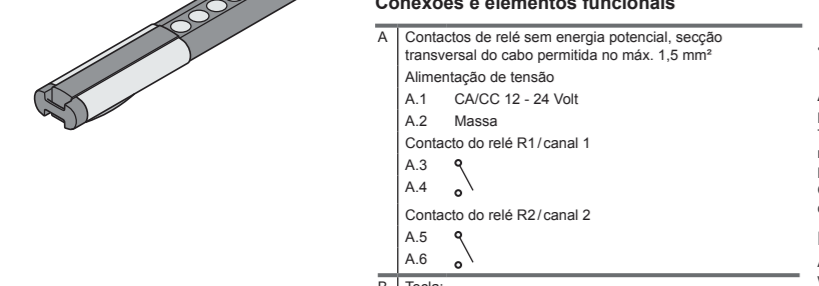 Conexões e elementos funcionais
A Contactos de relé sem energia potencial, secção
transversal do cabo permitida no máx. 1,5 mm²
Alimentação de tensão
A.1 CA/CC 12 - 24 Volt
A.2 Massa
Contacto do relé R1/canal 1
A.3
A.4
Contacto do relé R2/canal 2
A.5
A.6
B Tecla: